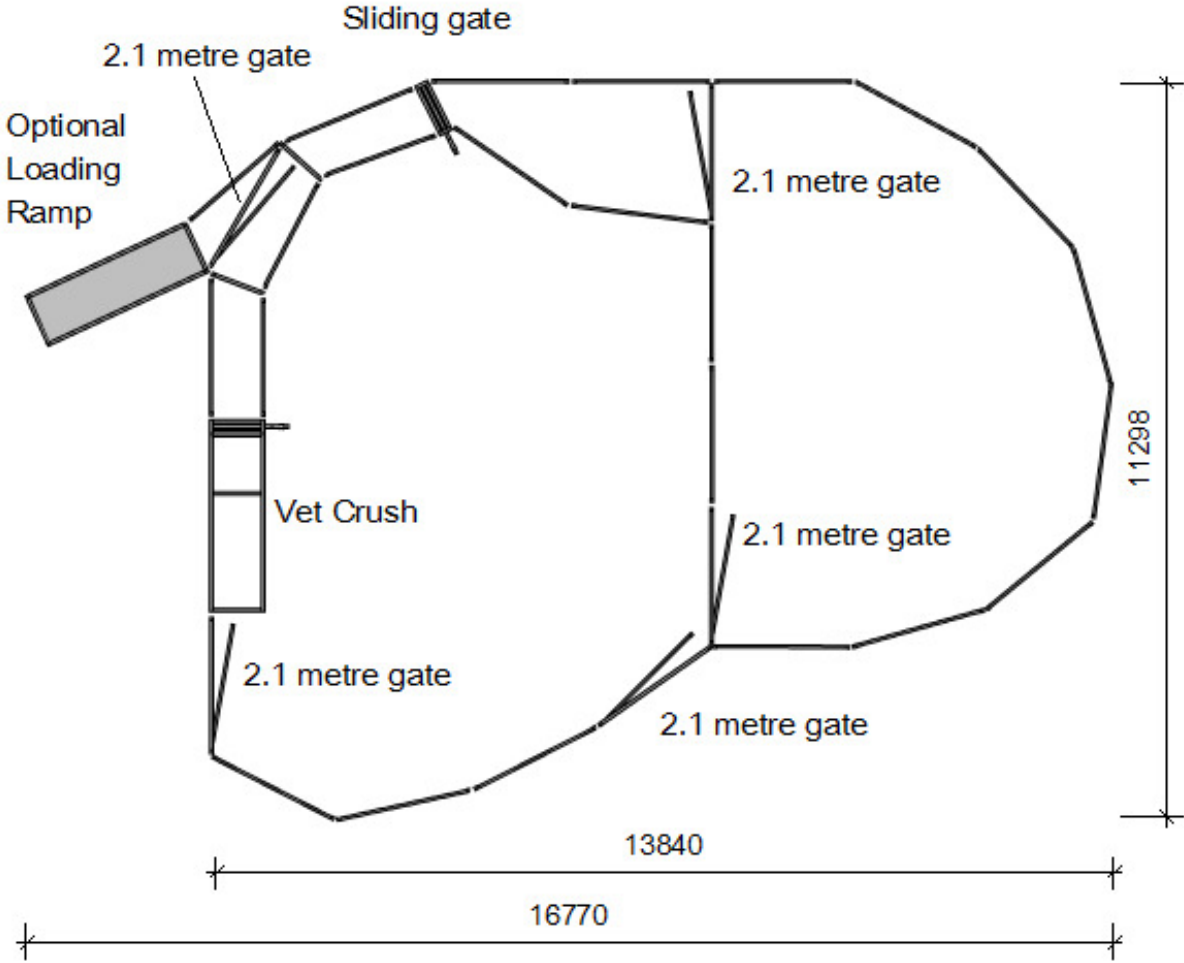 Sliding gate
2.1 metre gate
Optional
Loading
Ramp
2.1 metre gate
11298
Vet Crush
2.1 metre gate
2.1 metre gate
2.1 metre gate
13840
16770